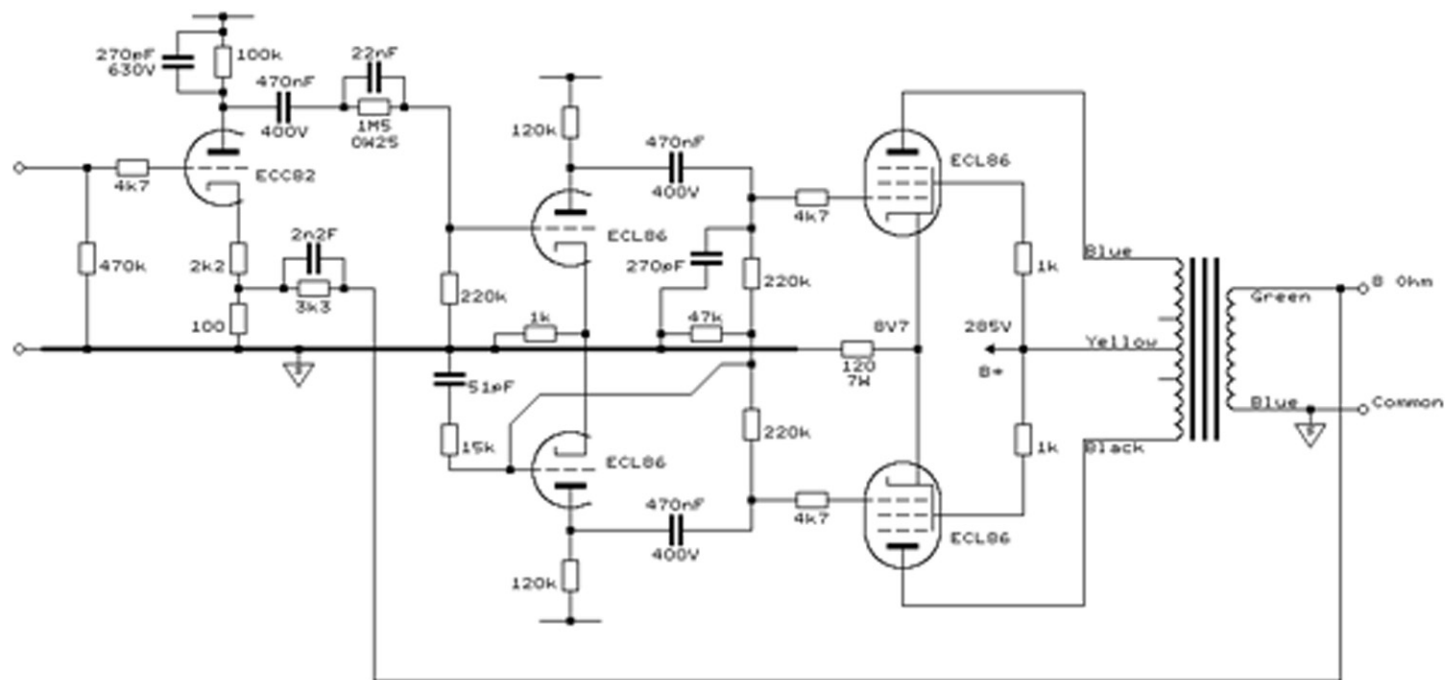 270pF
630V
100k
22nF
470nF
400V
1M5
0W25
4k7
ECC82
470k
2k2
2n2F
3k3
100
120k
470nF
400V
ECL86
270pF
220k
220k
1k
47k
51pF
15k
ECL86
220k
470nF
400V
120k
4k7
ECL86
1k
Blue
8V7
285V
B+
120
7W
Yellow
1k
Black
4k7
ECL86
Green
8 Ohm
Blue
Common